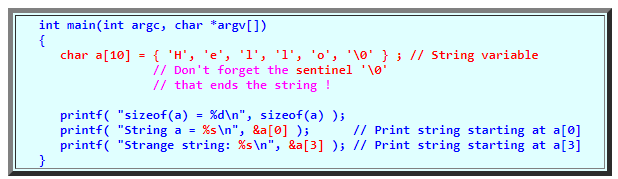 int main(int argc, char *argv[])
{
char a[10] = { 'H', 'e', 'l', 'l', 'o', '\0' } ; // String variable
// Don't forget the sentinel '\0'
// that ends the string !
printf( "sizeof(a) = %d\n", sizeof(a) );
printf( "String a = %s\n", &a[0] ); // Print string starting at a[0]
printf( "Strange string: %s\n", &a[3] ); // Print string starting at a[3]
}